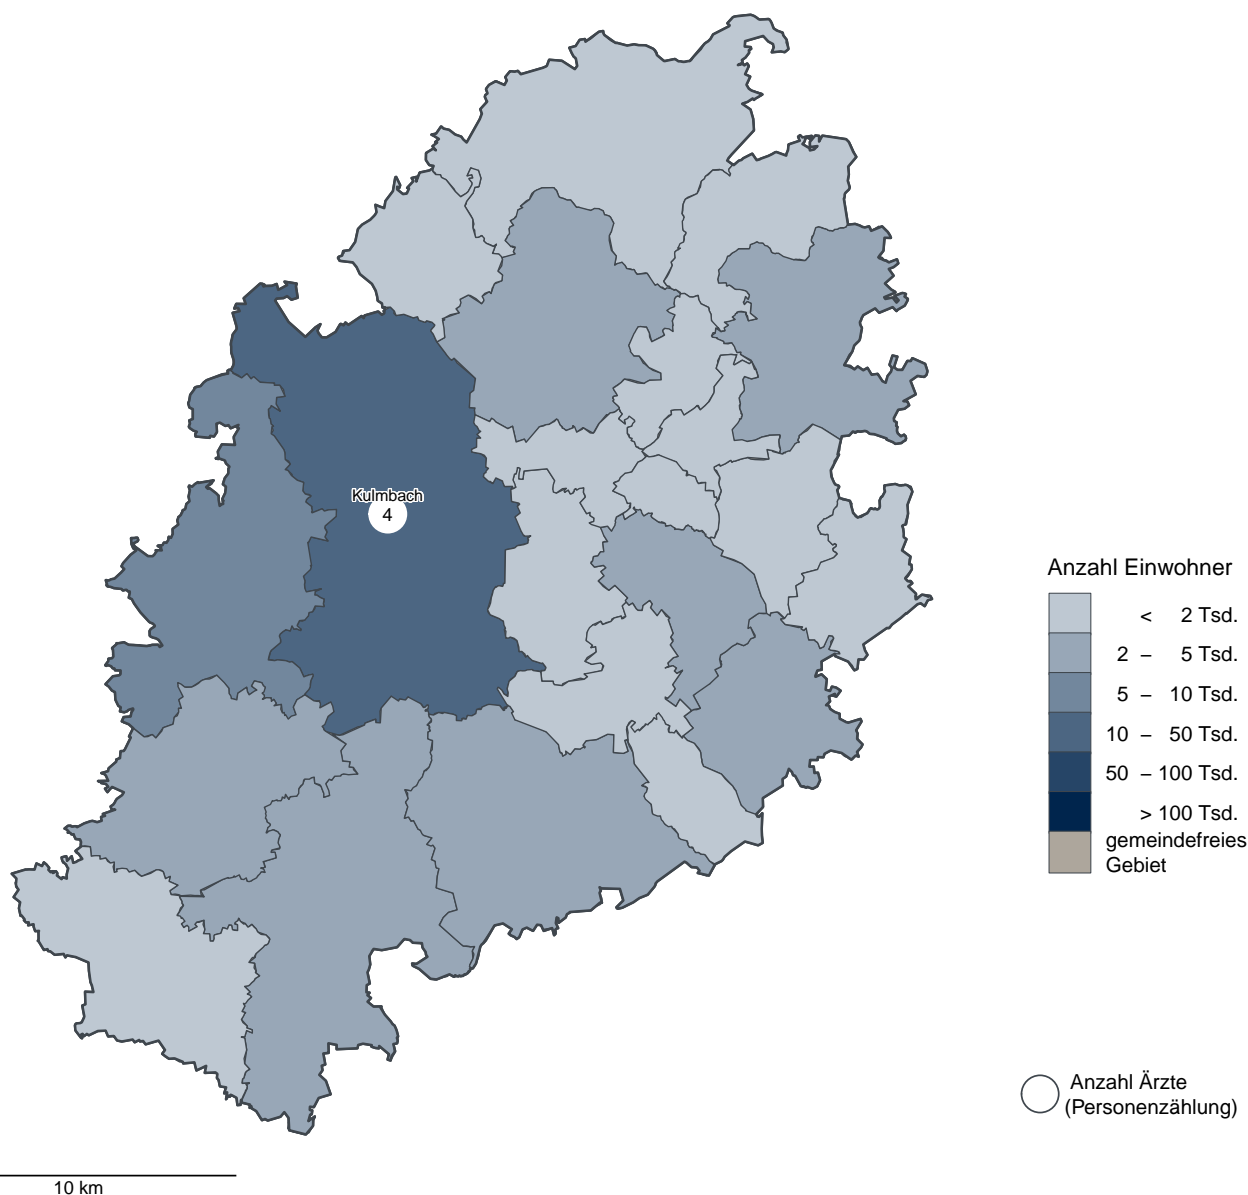 Kulmbach
4
Anzahl Einwohner
< 2 Tsd.
2 – 5 Tsd.
5 – 10 Tsd.
10 – 50 Tsd.
50 – 100 Tsd.
> 100 Tsd.
gemeindefreies
Gebiet
Anzahl Ärzte
(Personenzählung)
10 km